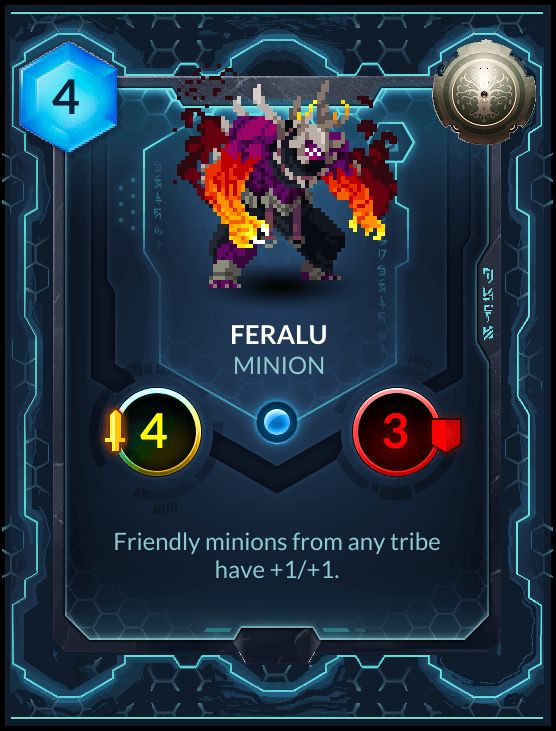 4
FERALU
MINION
4
3
Friendly minions from any tribe
have +1/+1.